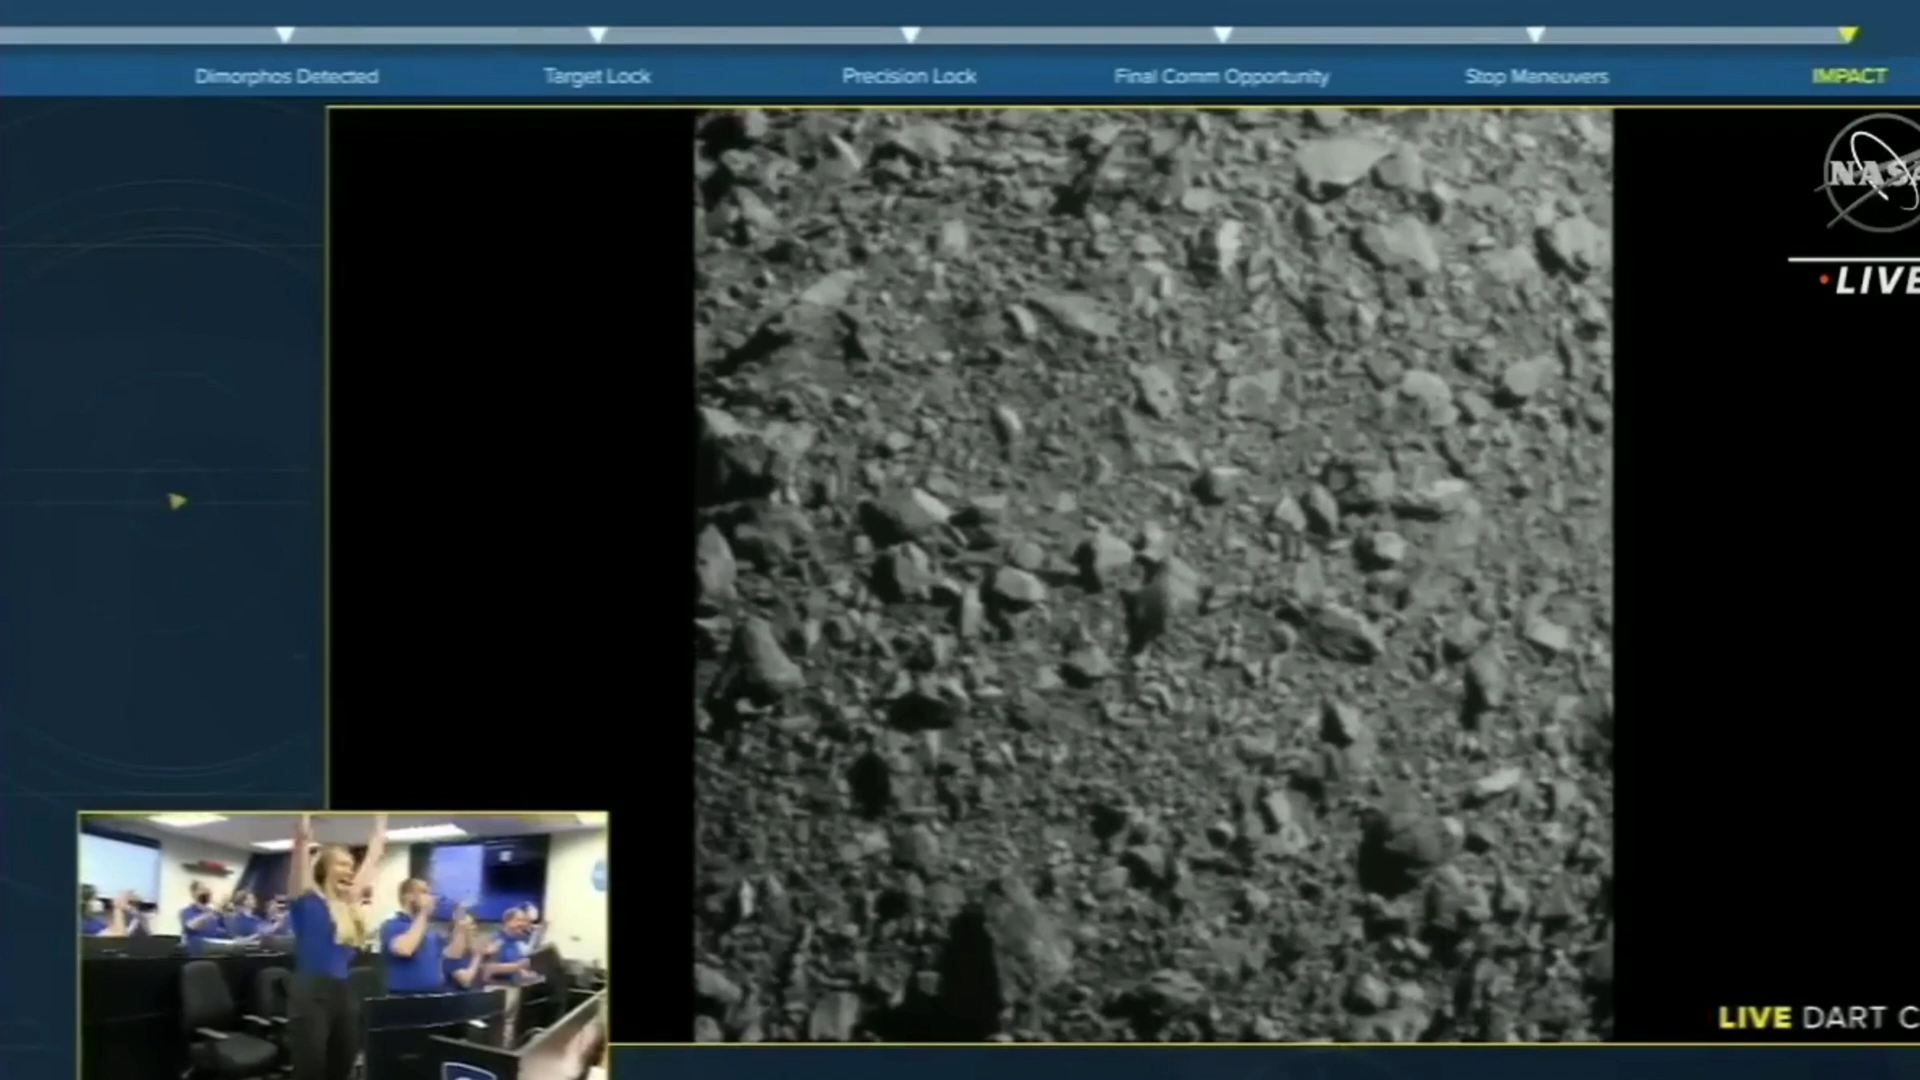 Dimorphos Detected
Target Lock
Precision Lock
Final Comm Opportunity
Stop Maneuvers
IMPACT
NASA
LIVE
LIVE DART C